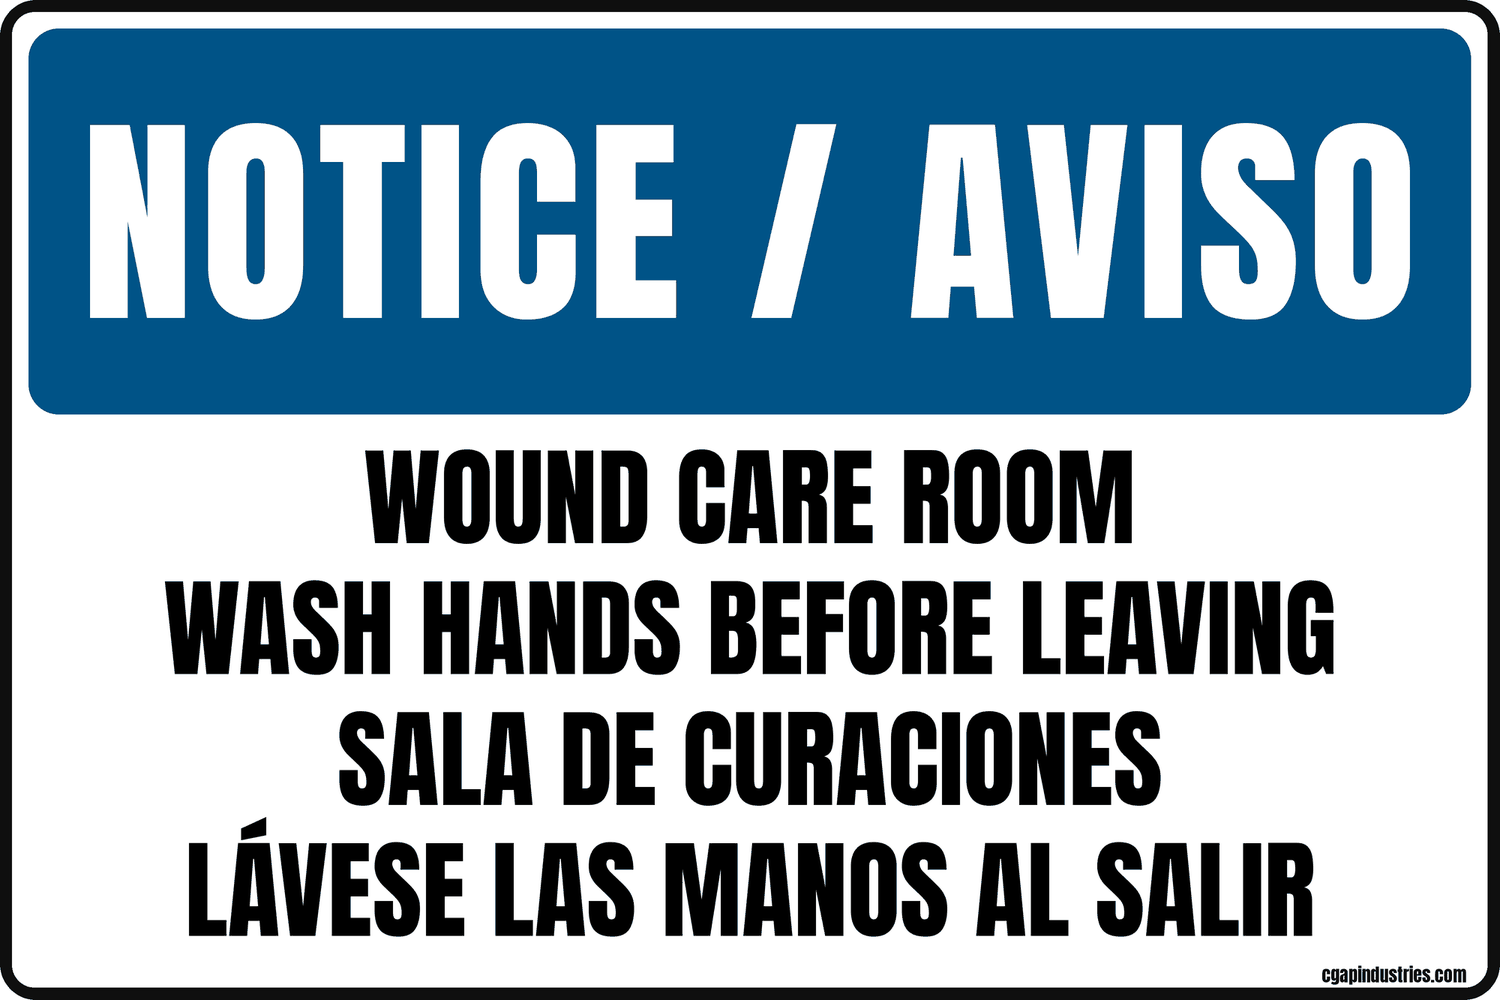 NOTICE / AVISO
WOUND CARE ROOM
WASH HANDS BEFORE LEAVING
SALA DE CURACIONES
LÁVESE LAS MANOS AL SALIR
cgapindustries.com